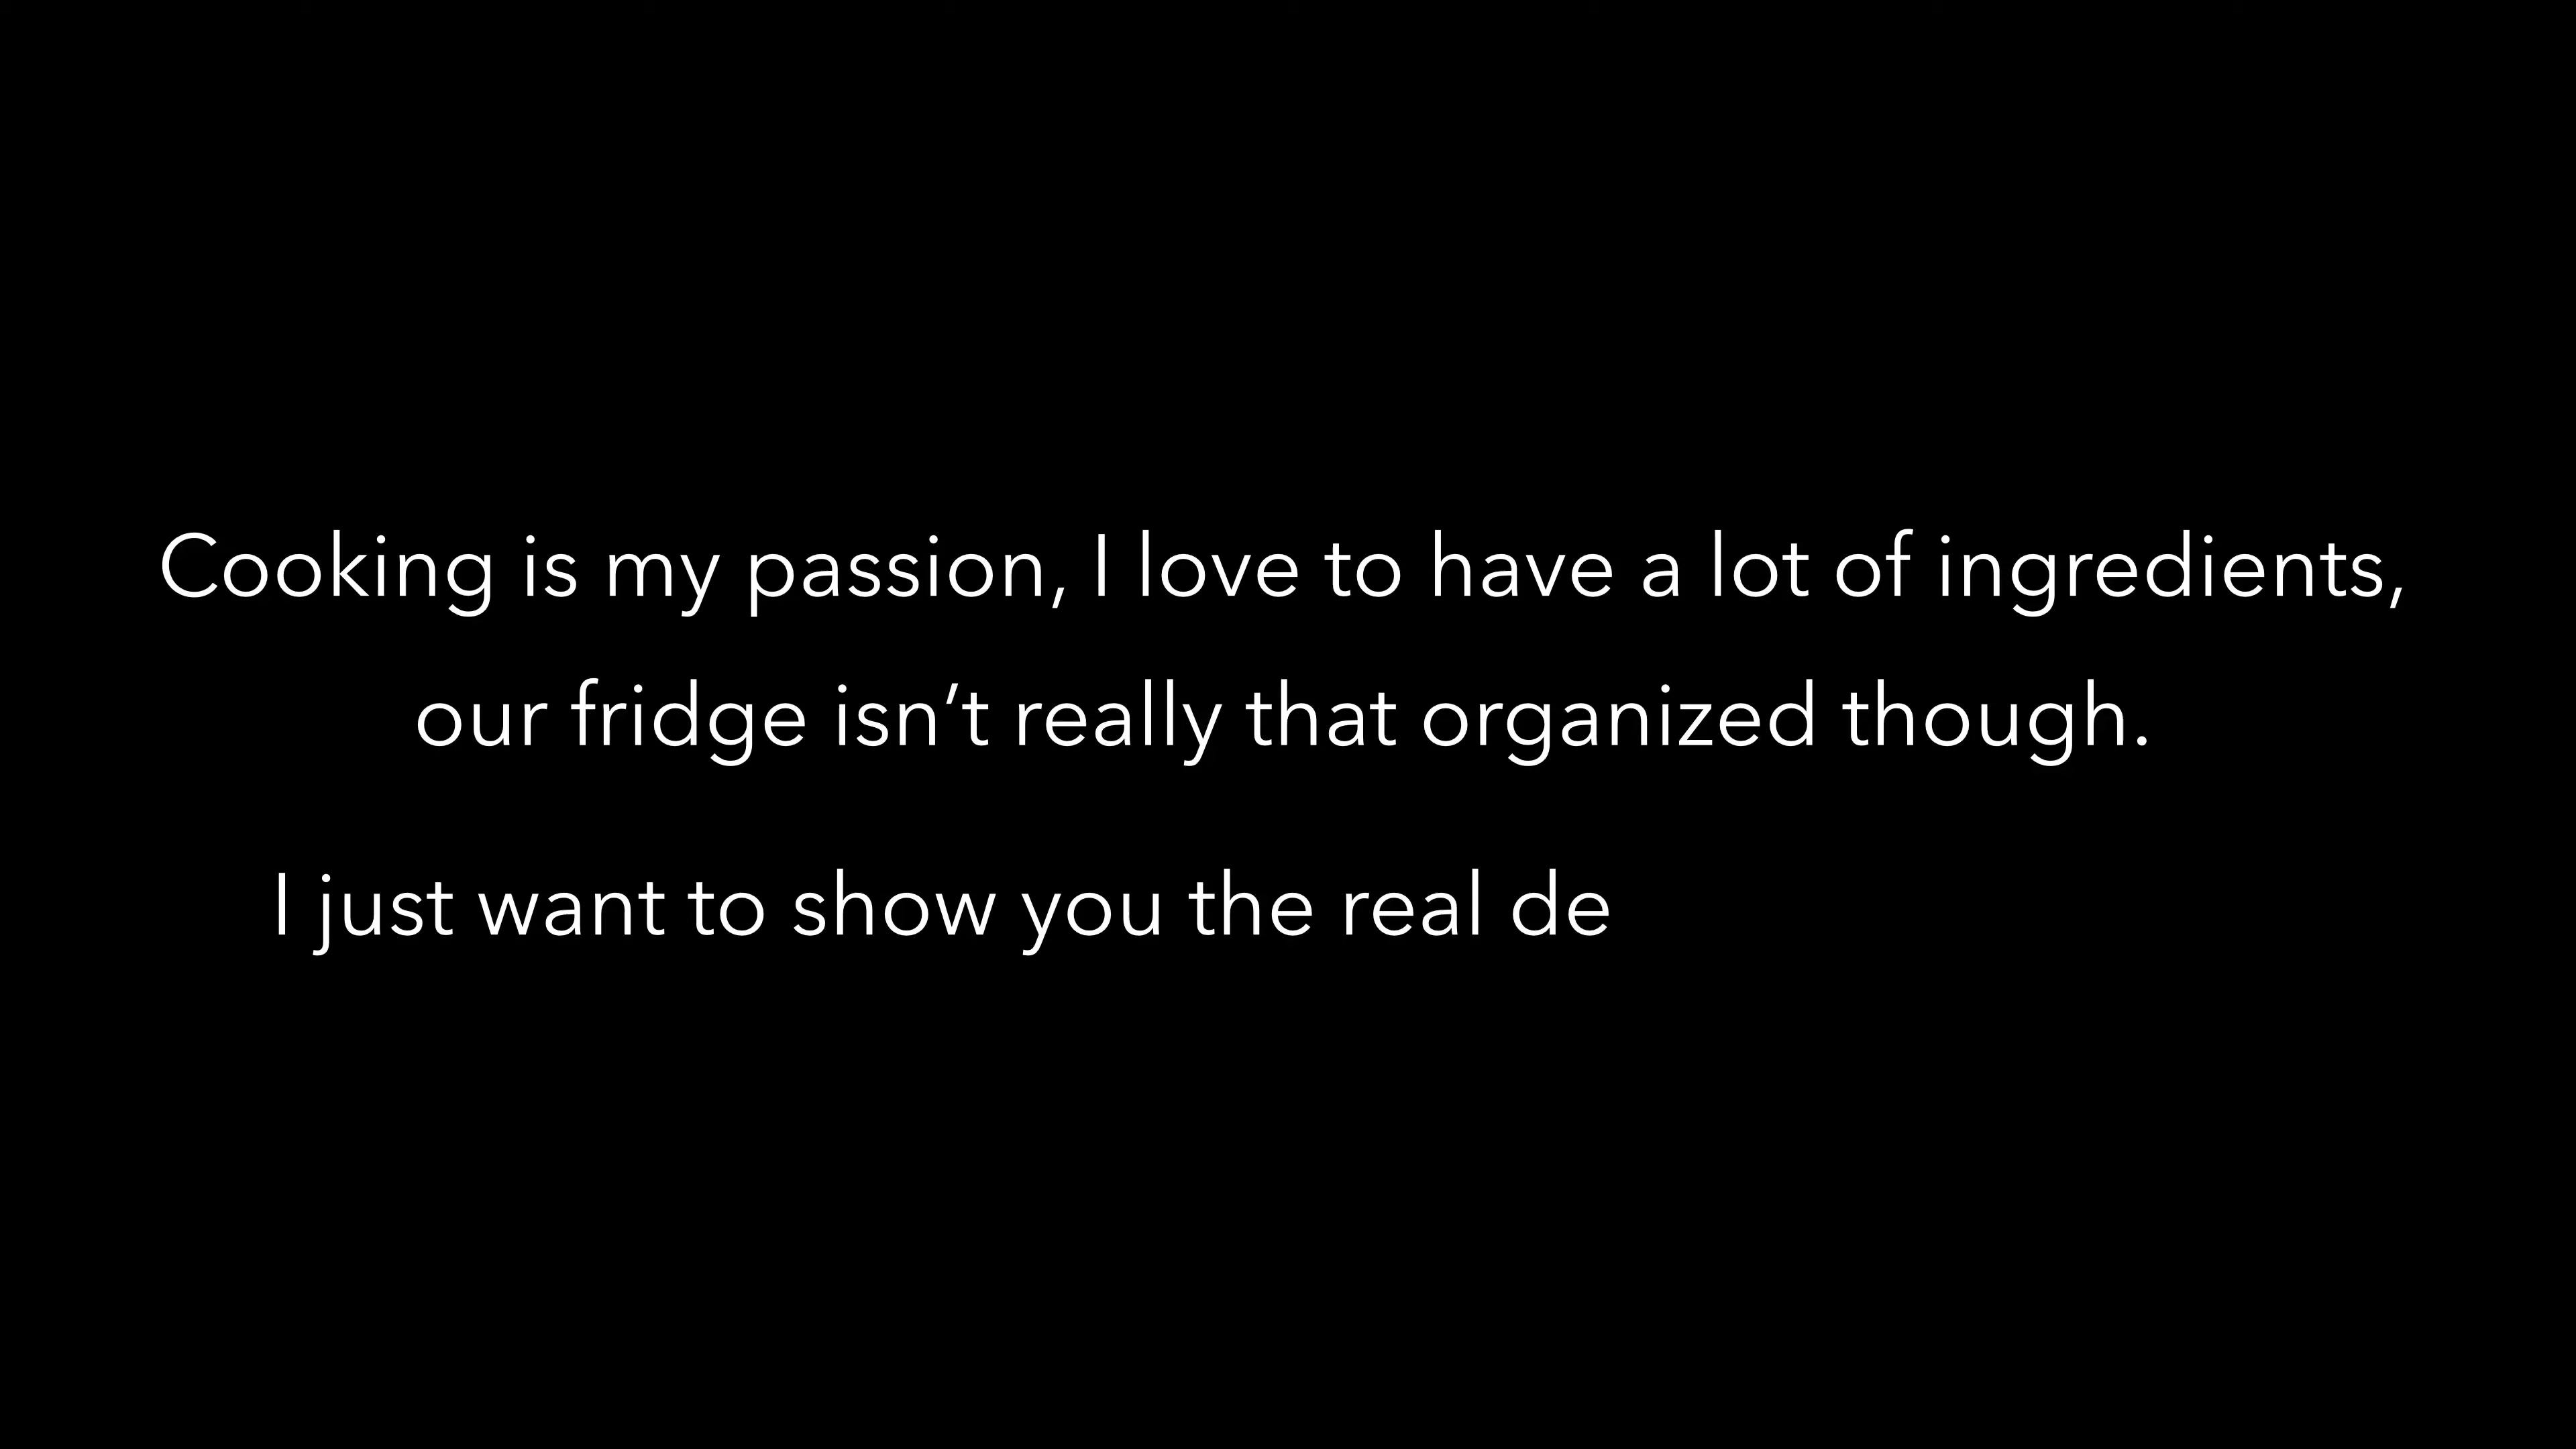 Cooking is my passion, I love to have a lot of ingredients,
our fridge isn’t really that organized though.
I just want to show you the real de